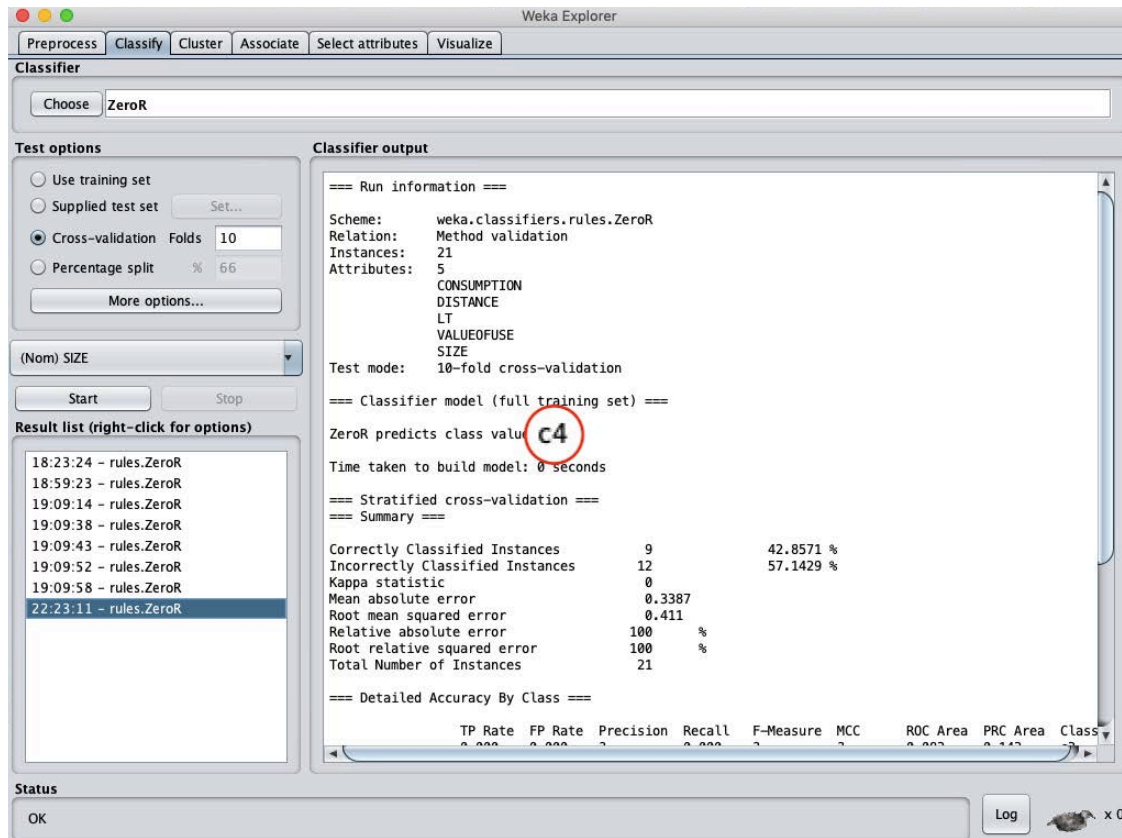 Weka Explorer
Preprocess Classify Cluster Associate Select attributes Visualize
Classifier
Choose ZeroR
Test options
Use training set
Supplied test set Set...
Cross-validation Folds 10
Percentage split % 66
More options...
(Nom) SIZE
Start Stop
Result list (right-click for options)
18:23:24 - rules.ZeroR
18:59:23 - rules.ZeroR
19:09:14 - rules.ZeroR
19:09:38 - rules.ZeroR
19:09:43 - rules.ZeroR
19:09:52 - rules.ZeroR
19:09:58 - rules.ZeroR
22:23:11 - rules.ZeroR
Classifier output
=== Run information ===
Scheme: weka.classifiers.rules.ZeroR
Relation: Method validation
Instances: 21
Attributes: 5
CONSUMPTION
DISTANCE
LT
VALUEOFUSE
SIZE
Test mode: 10-fold cross-validation
=== Classifier model (full training set) ===
ZeroR predicts class valu c4
Time taken to build model: 0 seconds
=== Stratified cross-validation ===
=== Summary ===
Correctly Classified Instances 9 42.8571 %
Incorrectly Classified Instances 12 57.1429 %
Kappa statistic 0
Mean absolute error 0.3387
Root mean squared error 0.411
Relative absolute error 100 %
Root relative squared error 100 %
Total Number of Instances 21
=== Detailed Accuracy By Class ===
TP Rate FP Rate Precision Recall F-Measure MCC ROC Area PRC Area Class
Status
OK
Log x 0